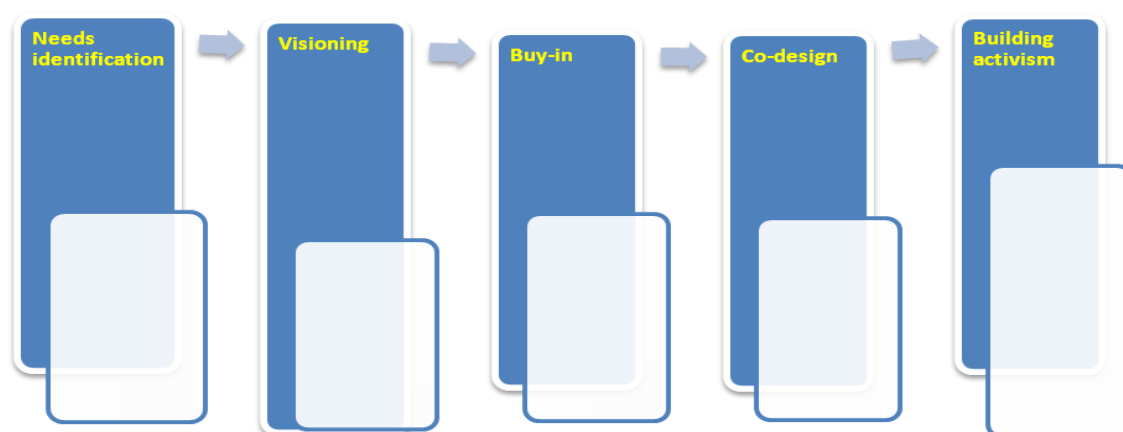 Needs
identification
Visioning
Buy-in
Co-design
Building
activism